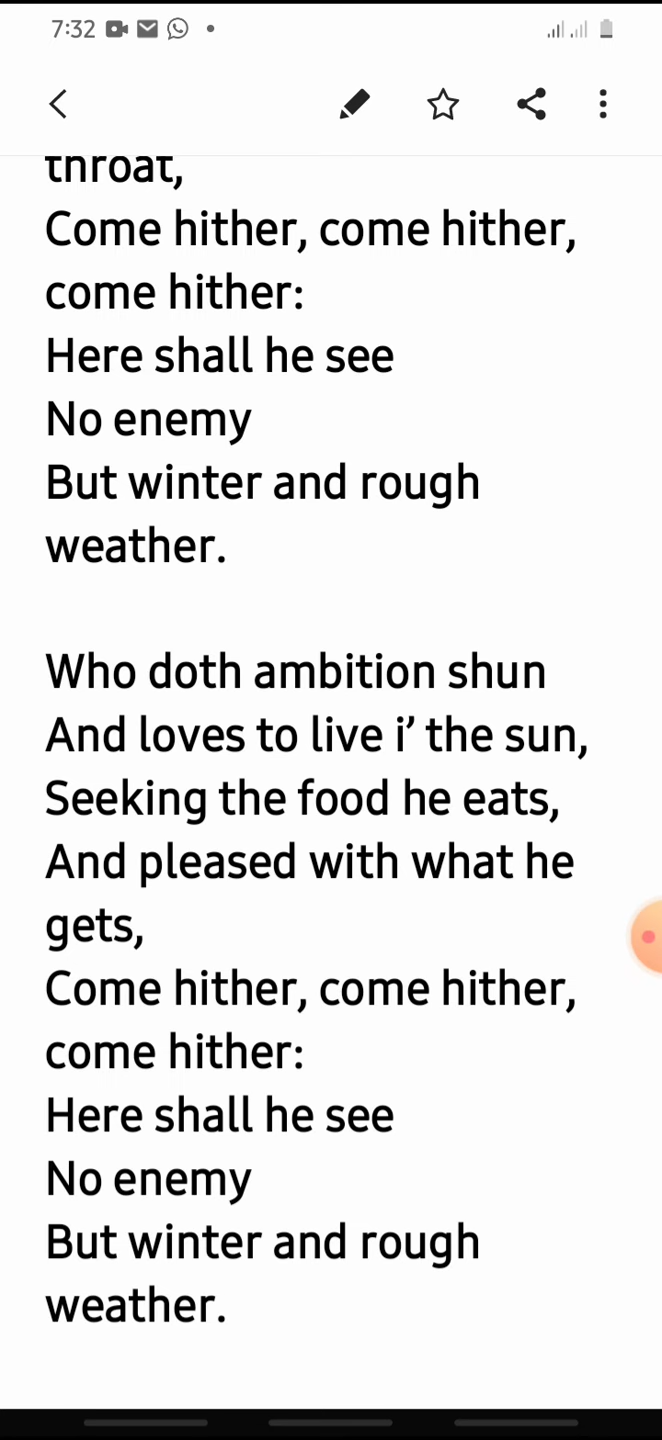 7:32
throat,
Come hither, come hither,
come hither:
Here shall he see
No enemy
But winter and rough
weather.
Who doth ambition shun
And loves to live i’ the sun,
Seeking the food he eats,
And pleased with what he
gets,
Come hither, come hither,
come hither:
Here shall he see
No enemy
But winter and rough
weather.